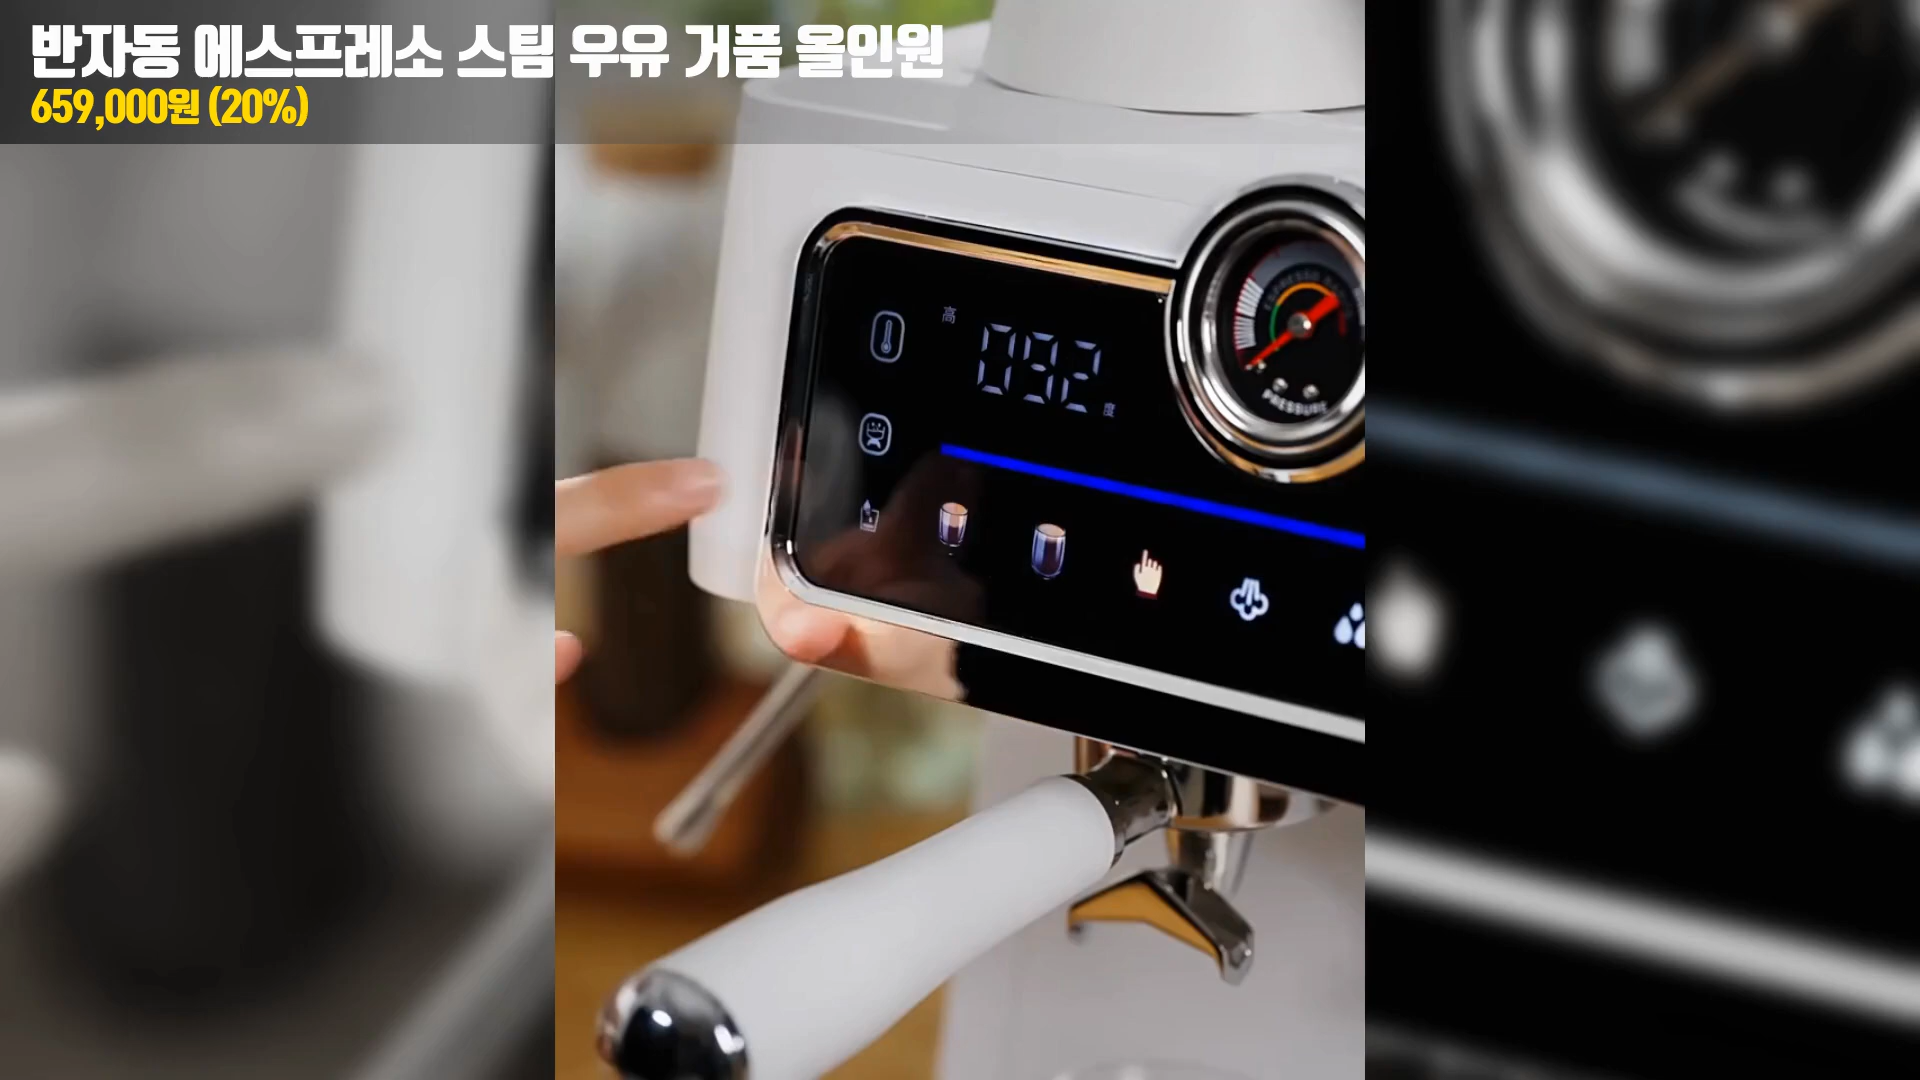 반자동 에스프레소 스팀 우유 거품 올인원
659,000원 (20%)
高
092
度
PRESSURE